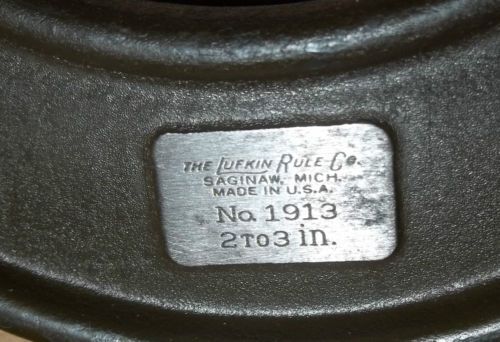 THE LUFKIN RULE Co.
SAGINAW, MICH.
MADE IN U.S.A.
No. 1913
2 TO 3 in.